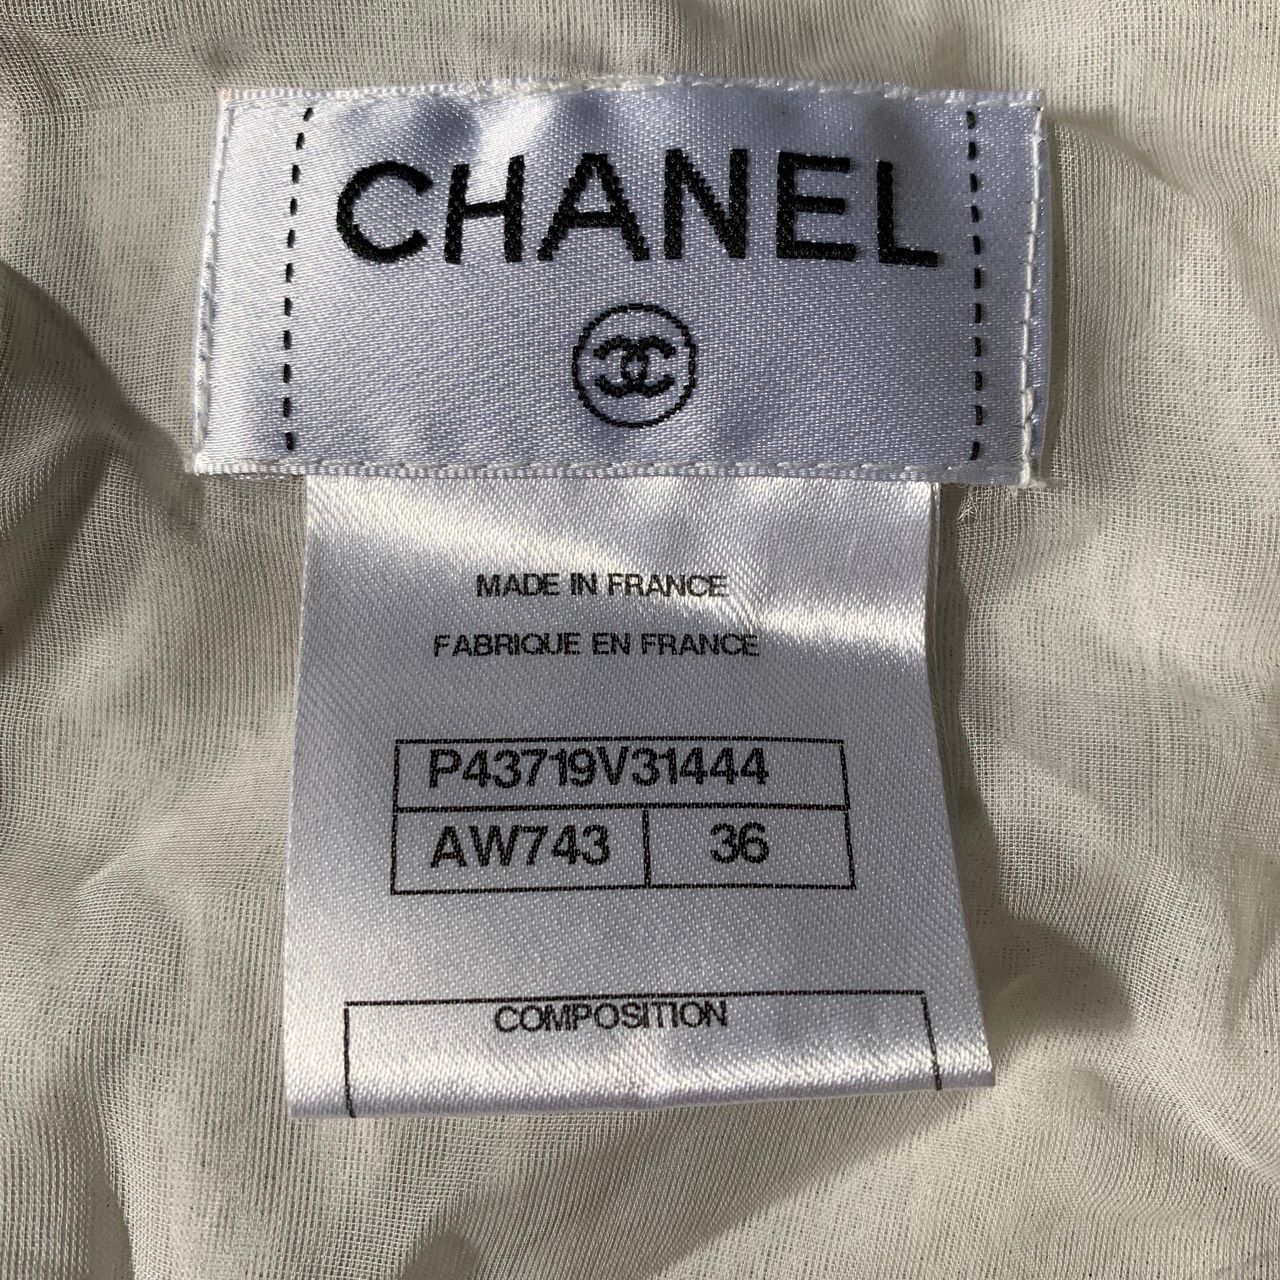 CHANEL
MADE IN FRANCE
FABRIQUE EN FRANCE
P43719V31444
AW743 36
COMPOSITION